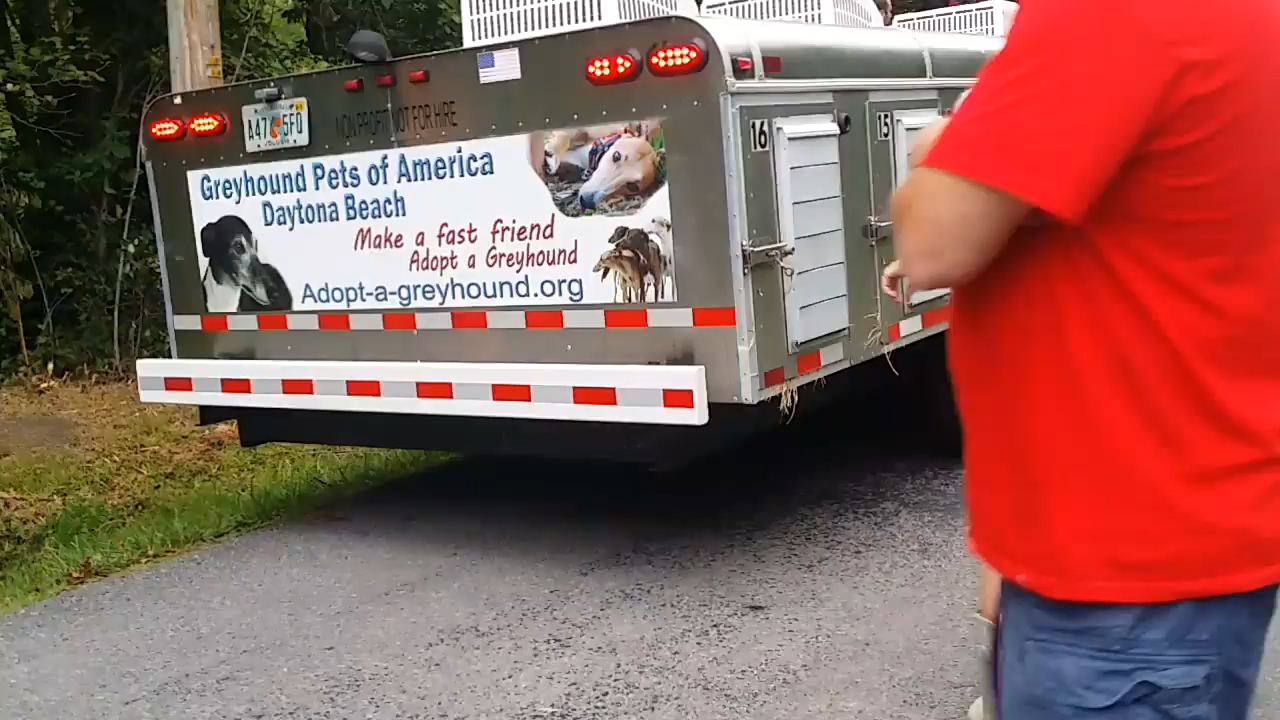 NON PROFIT NOT FOR HIRE
Greyhound Pets of America
Daytona Beach
Make a fast friend
Adopt a Greyhound
Adopt-a-greyhound.org
16
15